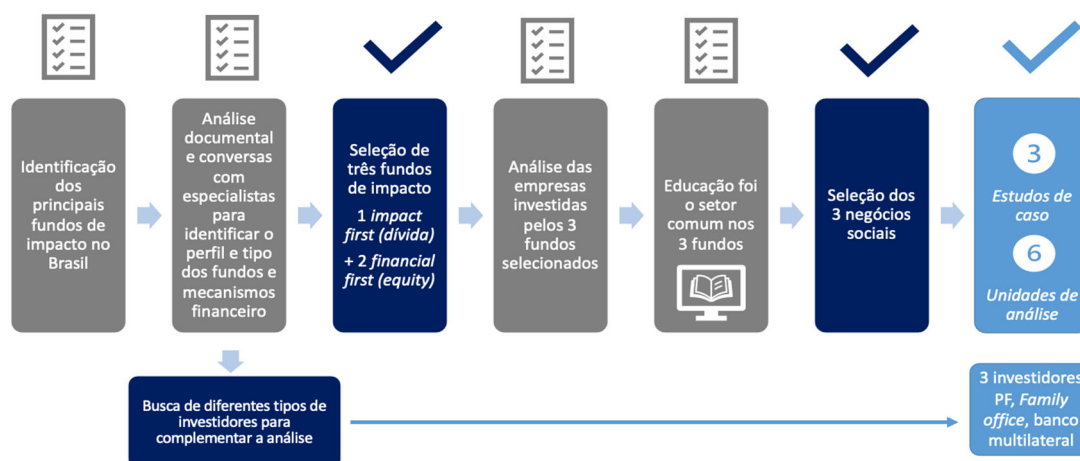 Identificação
dos
principais
fundos de
impacto no
Brasil
Análise
documental
e conversas
com
especialistas
para
identificar o
perfil e tipo
dos fundos e
mecanismos
financeiro
Seleção de
três fundos
de impacto
1 impact
first (dívida)
+ 2 financial
first (equity)
Análise das
empresas
investidas
pelos 3
fundos
selecionados
Educação foi
o setor
comum nos
3 fundos
Seleção dos
3 negócios
sociais
3
Estudos de
caso
6
Unidades de
análise
Busca de diferentes tipos de
investidores para
complementar a análise
3 investidores
PF, Family
office, banco
multilateral